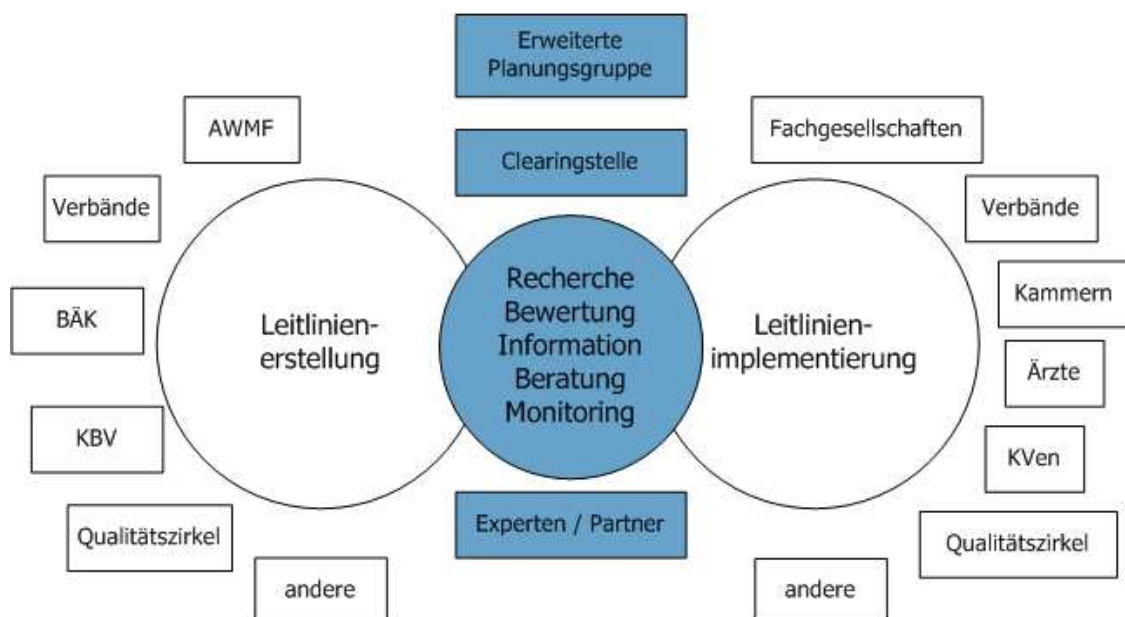 Erweiterte
Planungsgruppe
Clearingstelle
AWMF
Verbände
BÄK
KBV
Qualitätszirkel
andere
Leitlinien-
erstellung
Recherche
Bewertung
Information
Beratung
Monitoring
Leitlinien-
implementierung
Experten / Partner
Fachgesellschaften
Verbände
Kammern
Ärzte
KVen
Qualitätszirkel
andere